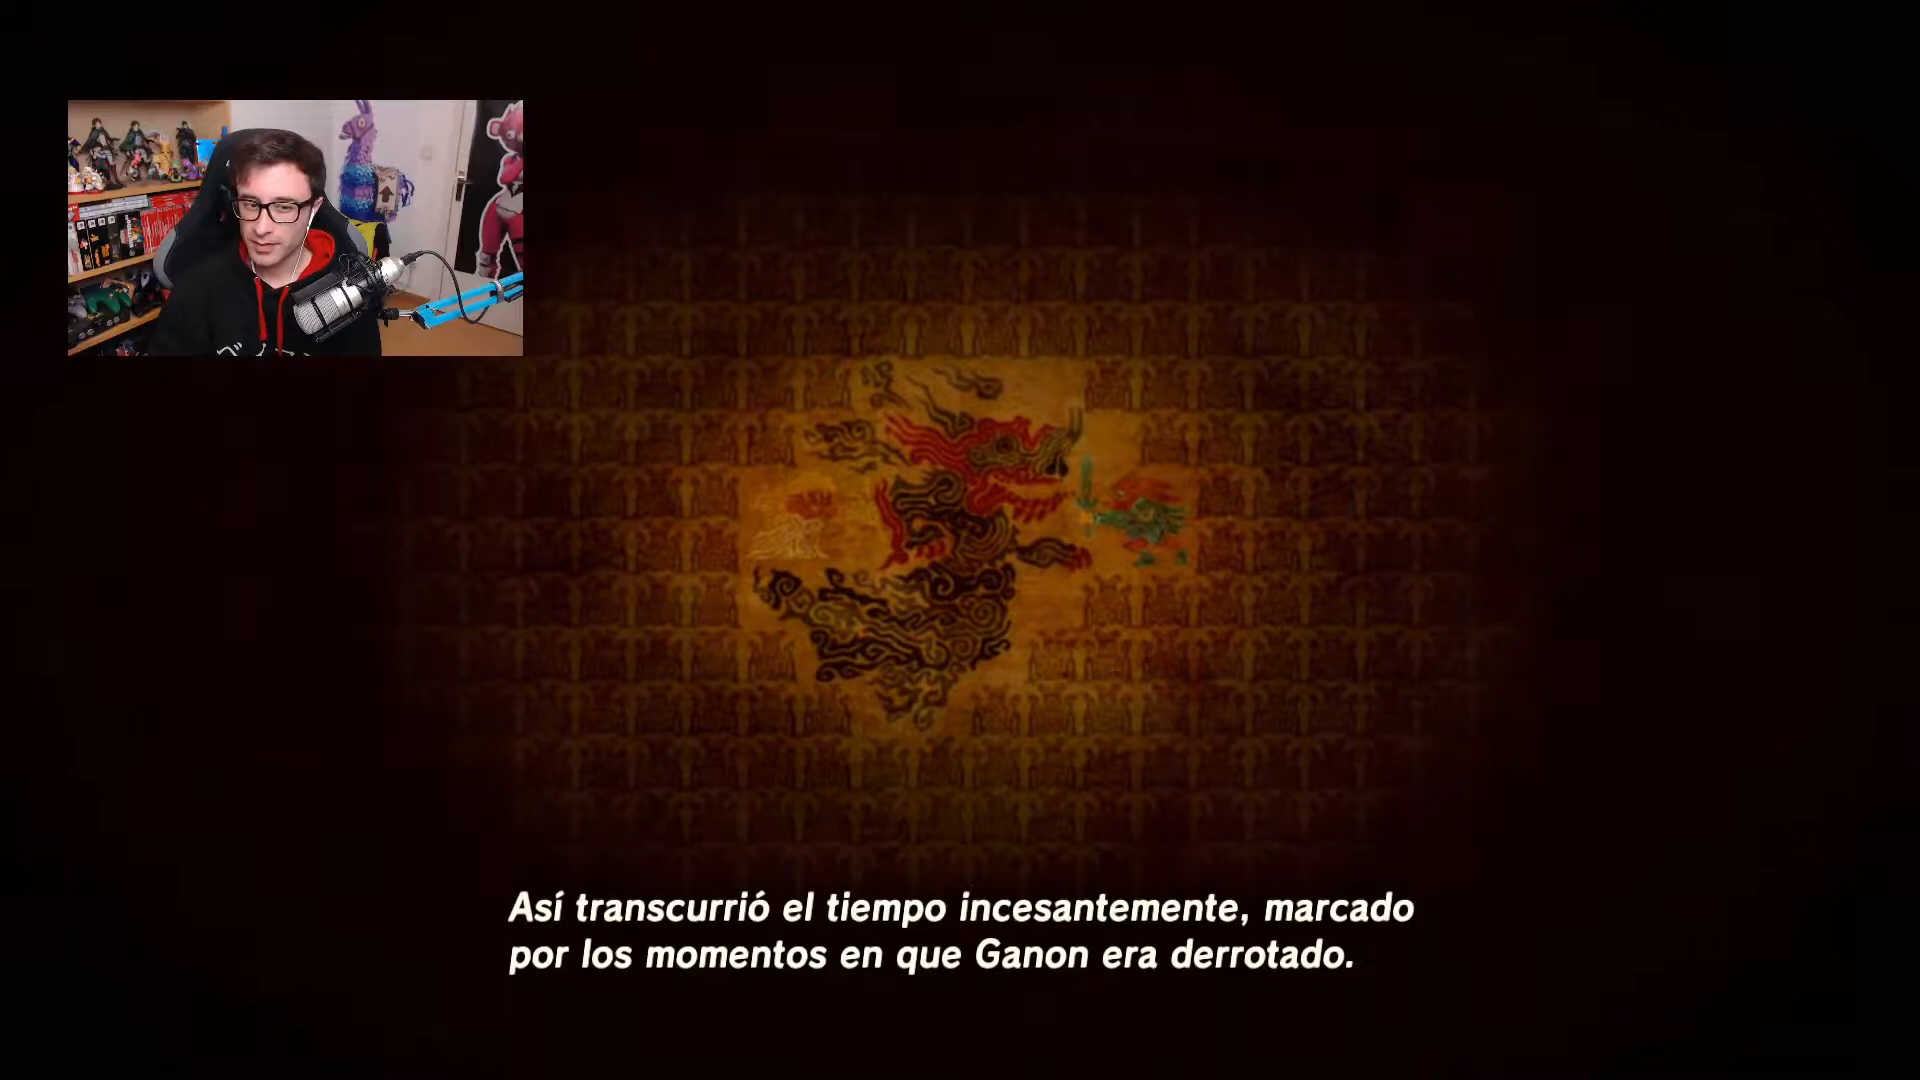 Así transcurrió el tiempo incesantemente, marcado
por los momentos en que Ganon era derrotado.